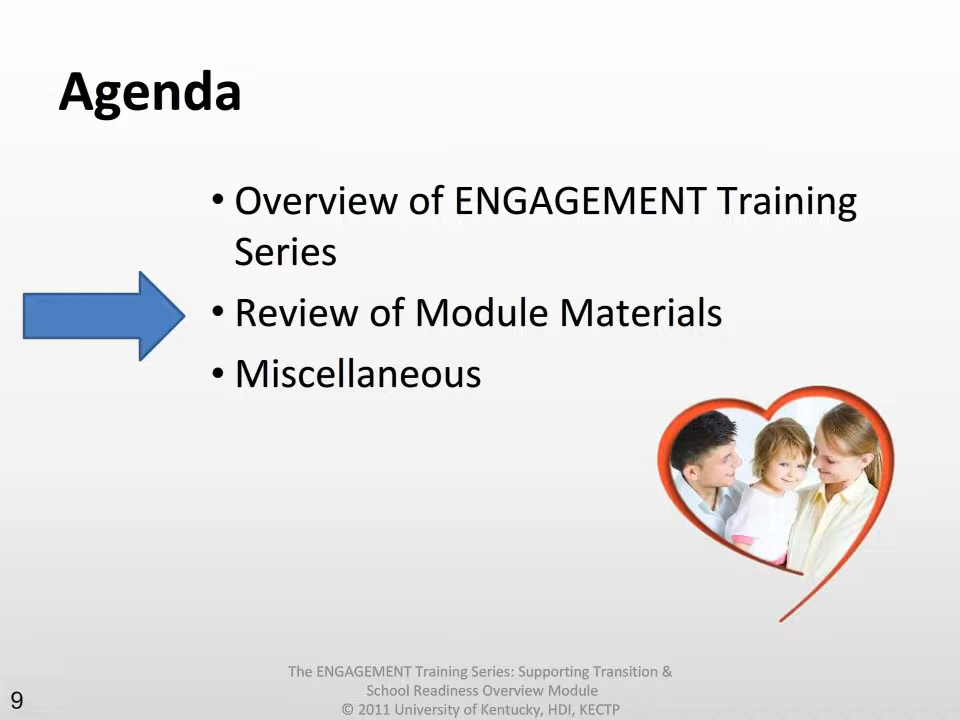 Agenda
• Overview of ENGAGEMENT Training
Series
• Review of Module Materials
• Miscellaneous
The ENGAGEMENT Training Series: Supporting Transition &
School Readiness Overview Module
© 2011 University of Kentucky, HDI, KECTP
9